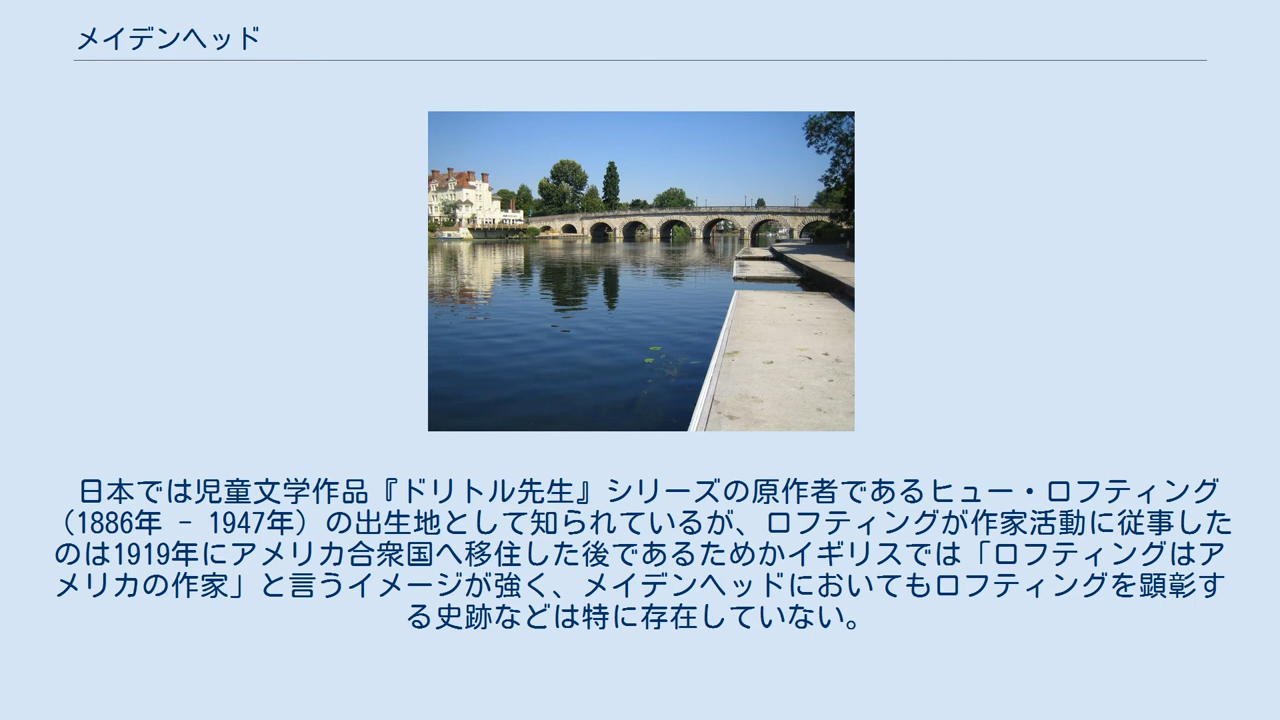 メイデンヘッド
日本では児童文学作品『ドリトル先生』シリーズの原作者であるヒュー・ロフティング
（1886年 - 1947年）の出生地として知られているが、ロフティングが作家活動に従事した
のは1919年にアメリカ合衆国へ移住した後であるためかイギリスでは「ロフティングはア
メリカの作家」と言うイメージが強く、メイデンヘッドにおいてもロフティングを顕彰す
る史跡などは特に存在していない。